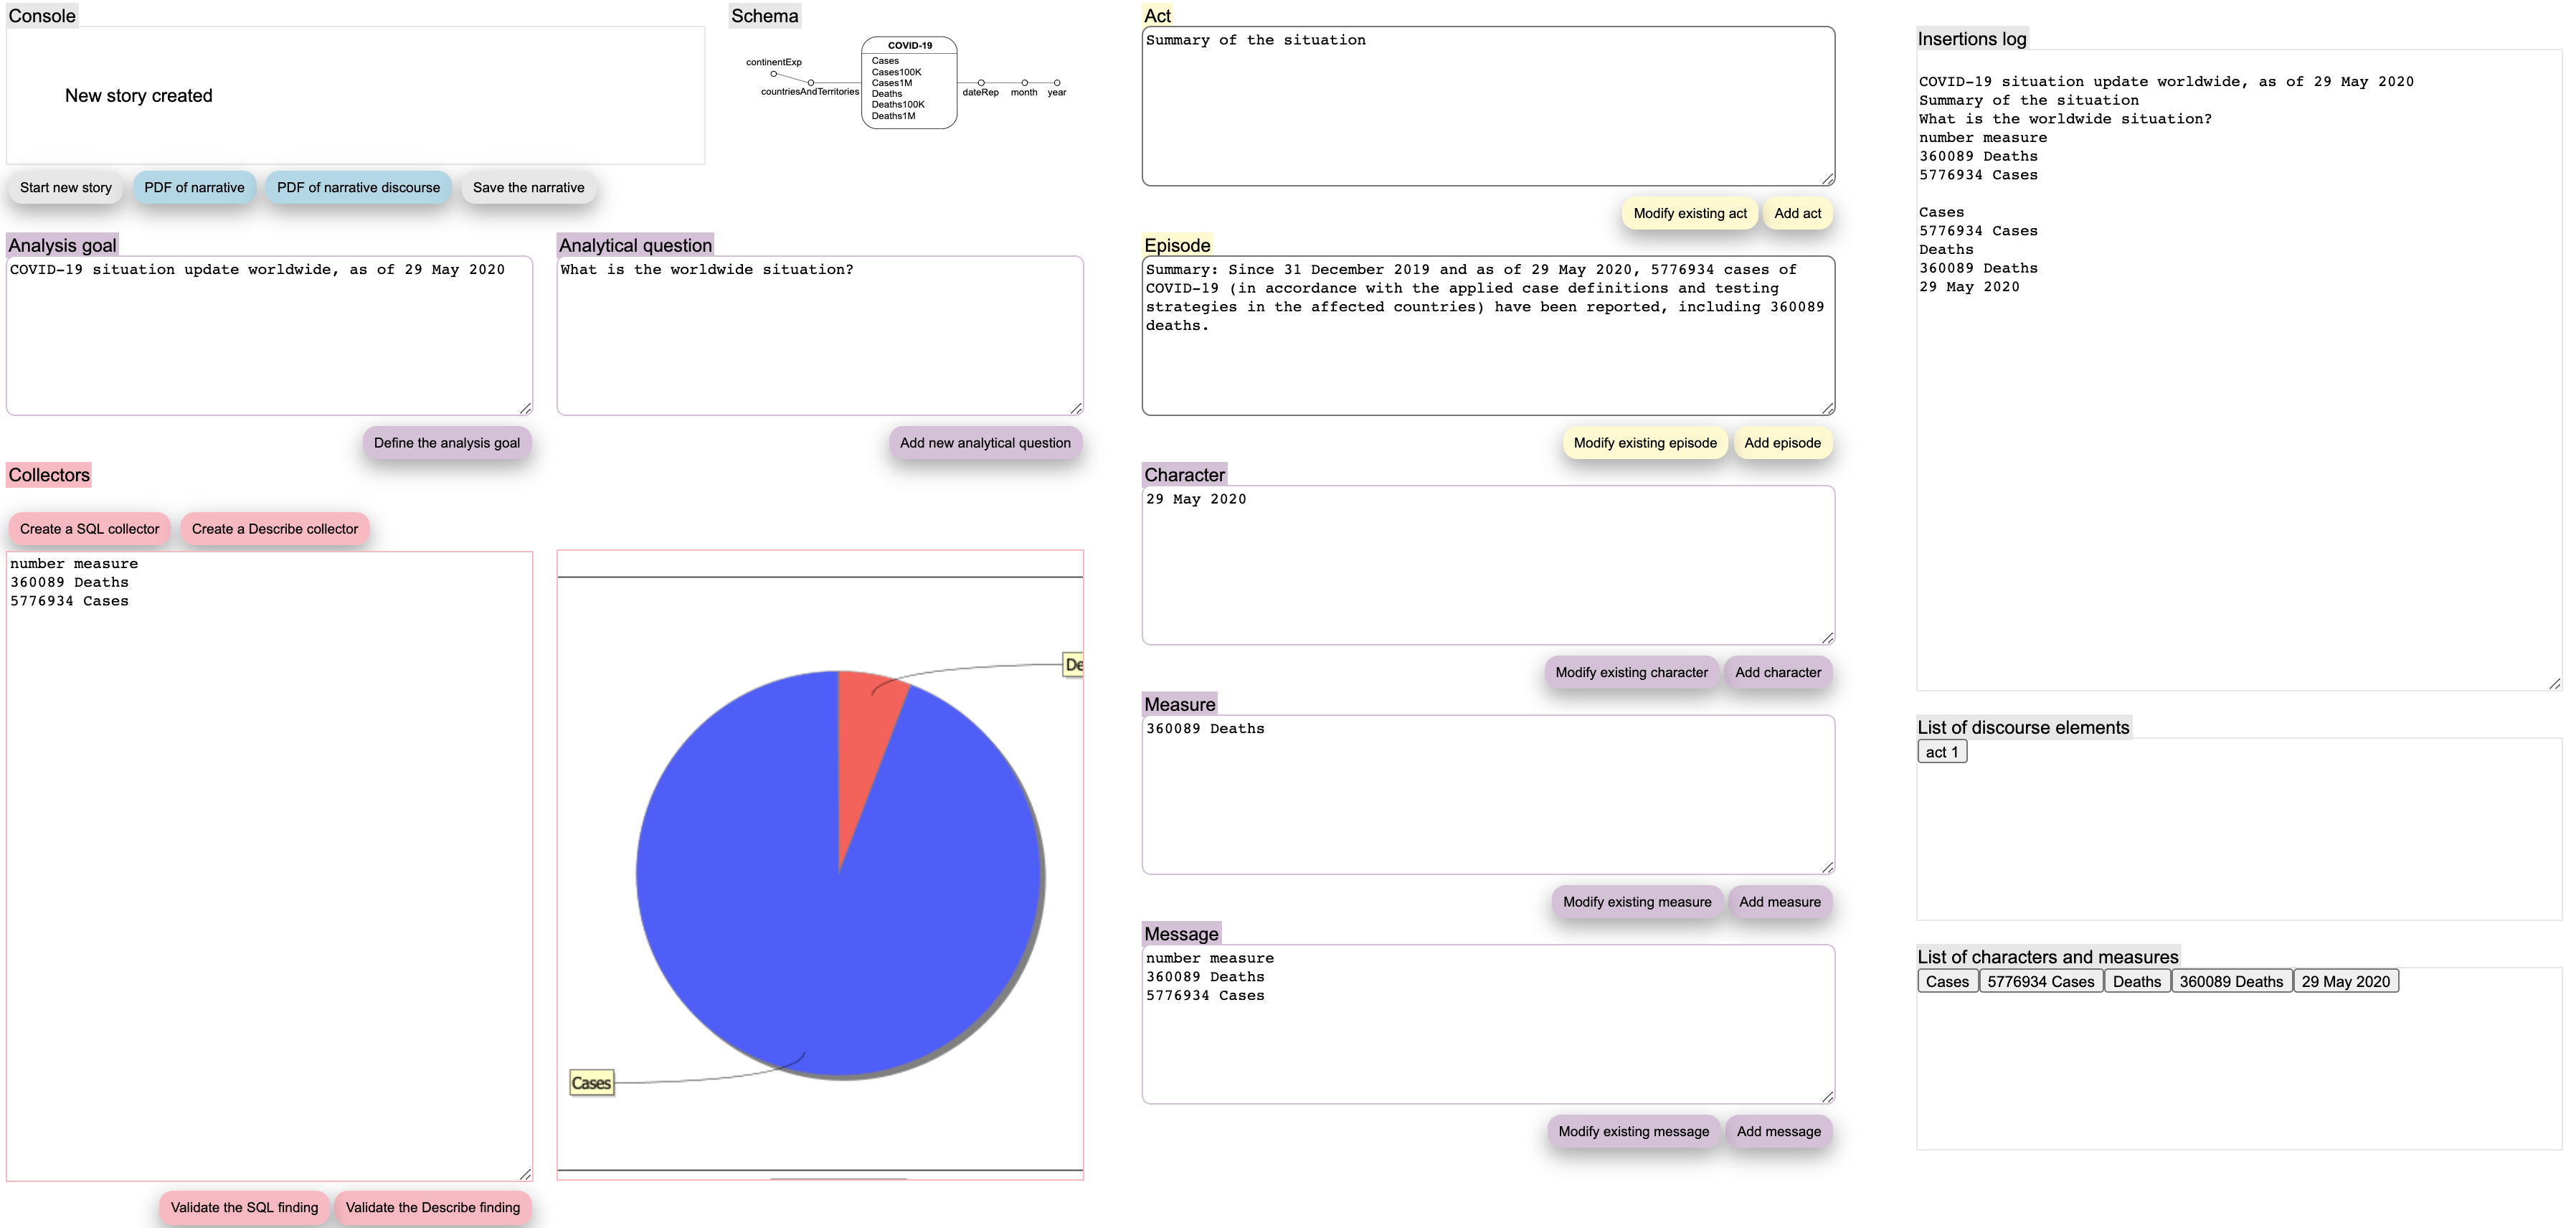 Console
New story created
Start new story
PDF of narrative
PDF of narrative discourse
Save the narrative
Schema
COVID-19
Cases
Cases100K
Cases1M
Deaths
Deaths100K
Deaths1M
continentExp
countriesAndTerritories
dateRep
month
year
Analysis goal
COVID-19 situation update worldwide, as of 29 May 2020
Define the analysis goal
Analytical question
What is the worldwide situation?
Add new analytical question
Collectors
Create a SQL collector
Create a Describe collector
number measure
360089 Deaths
5776934 Cases
De
Cases
Validate the SQL finding
Validate the Describe finding
Act
Summary of the situation
Modify existing act
Add act
Episode
Summary: Since 31 December 2019 and as of 29 May 2020, 5776934 cases of
COVID-19 (in accordance with the applied case definitions and testing
strategies in the affected countries) have been reported, including 360089
deaths.
Modify existing episode
Add episode
Character
29 May 2020
Modify existing character
Add character
Measure
360089 Deaths
Modify existing measure
Add measure
Message
number measure
360089 Deaths
5776934 Cases
Modify existing message
Add message
Insertions log
COVID-19 situation update worldwide, as of 29 May 2020
Summary of the situation
What is the worldwide situation?
number measure
360089 Deaths
5776934 Cases
Cases
5776934 Cases
Deaths
360089 Deaths
29 May 2020
List of discourse elements
act 1
List of characters and measures
Cases
5776934 Cases
Deaths
360089 Deaths
29 May 2020